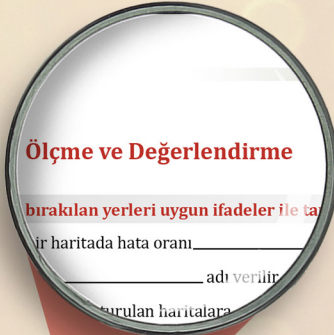 Ölçme ve Değerlendirme
bırakılan yerleri uygun ifadeler ile
ir haritada hata oranı
adı verilir
turulan haritalara